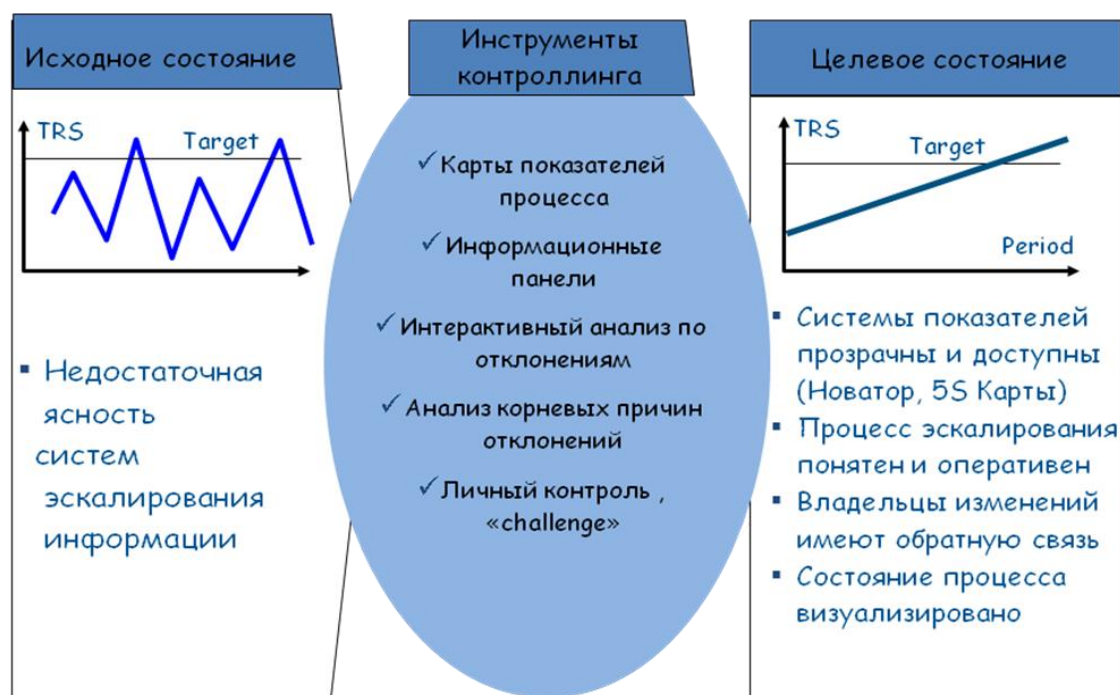 Исходное состояние
TRS
Target
Недостаточная
ясность
систем
эскалирования
информации
Инструменты
контроллинга
✓ Карты показателей
процесса
✓ Информационные
панели
✓ Интерактивный анализ по
отклонениям
✓ Анализ корневых причин
отклонений
✓ Личный контроль ,
«challenge»
Целевое состояние
TRS
Target
Period
Системы показателей
прозрачны и доступны
(Новатор, 5S Карты)
Процесс эскалирования
понятен и оперативен
Владельцы изменений
имеют обратную связь
Состояние процесса
визуализировано